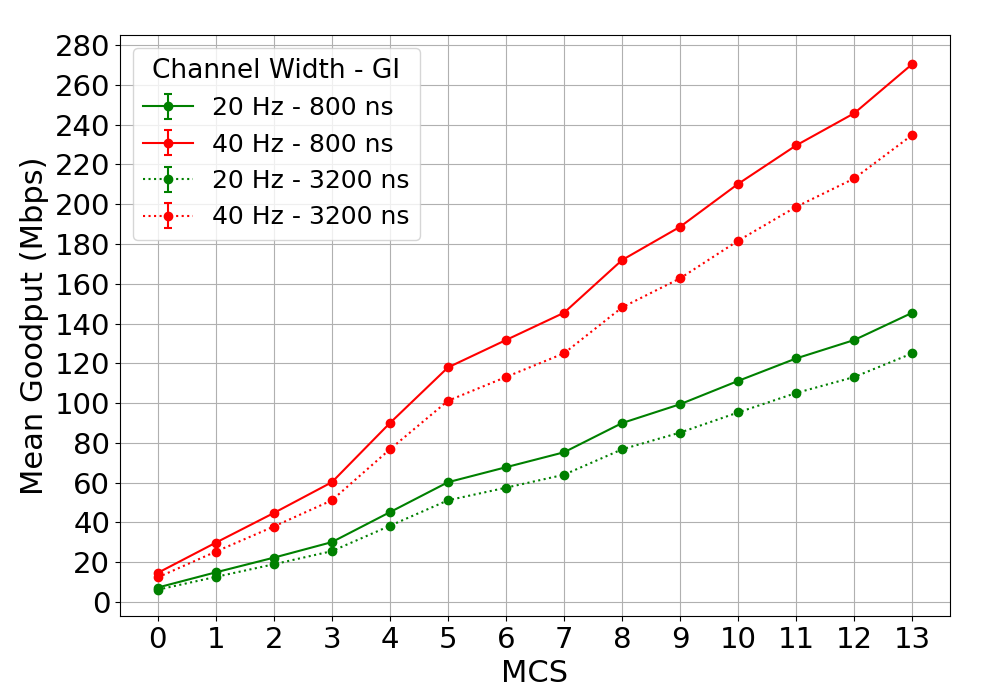 280
260
240
220
200
180
160
140
120
100
80
60
40
20
0
Mean Goodput (Mbps)
Channel Width - GI
20 Hz - 800 ns
40 Hz - 800 ns
20 Hz - 3200 ns
40 Hz - 3200 ns
0 1 2 3 4 5 6 7 8 9 10 11 12 13
MCS